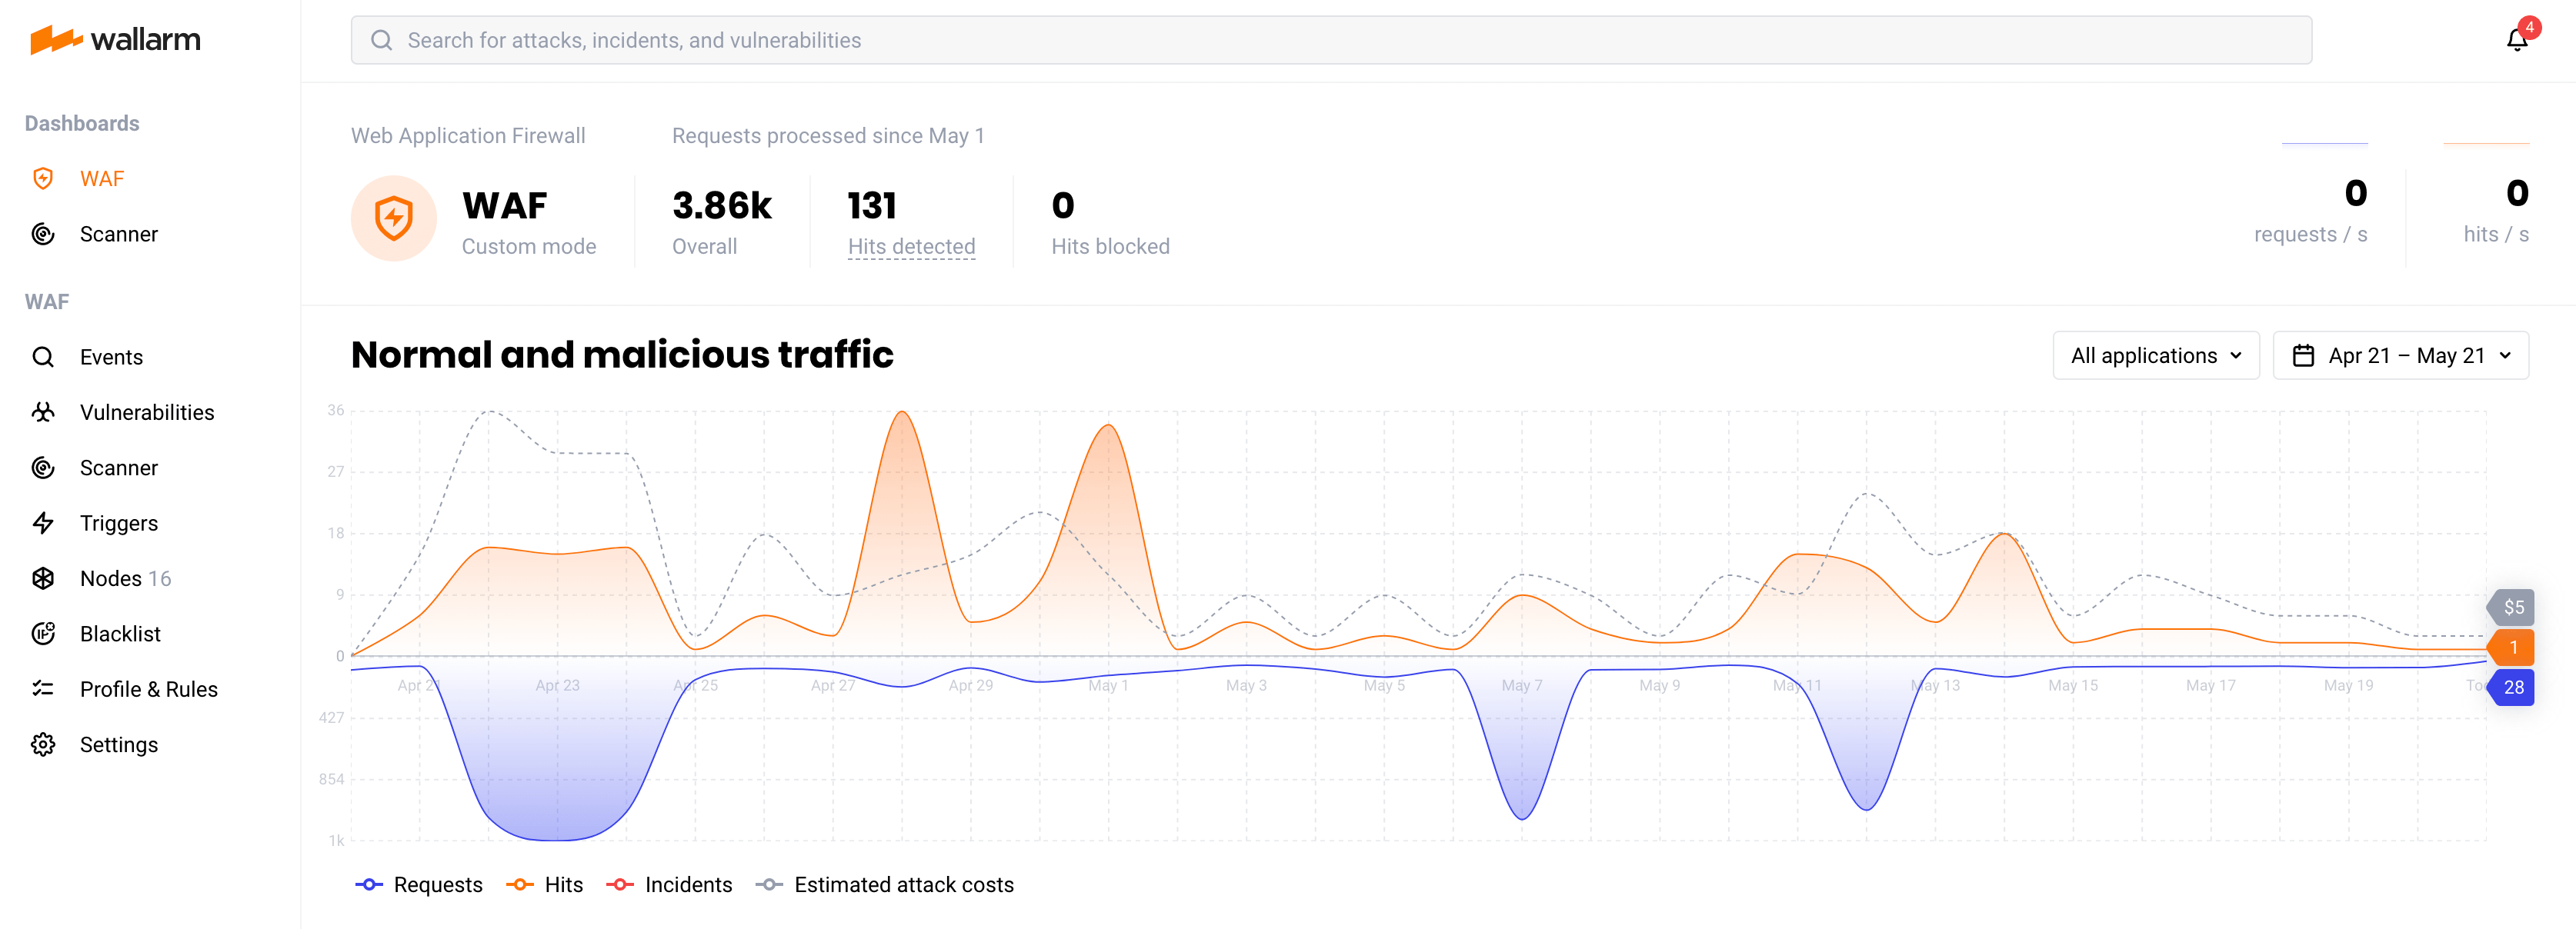 wallarm
Search for attacks, incidents, and vulnerabilities
4
Dashboards
WAF
Scanner
WAF
Events
Vulnerabilities
Scanner
Triggers
Nodes 16
Blacklist
Profile & Rules
Settings
Web Application Firewall
Requests processed since May 1
WAF
Custom mode
3.86k
Overall
131
Hits detected
0
Hits blocked
0
requests / s
0
hits / s
Normal and malicious traffic
All applications
Apr 21 – May 21
36
27
18
9
0
427
854
1k
Apr 21 Apr 23 Apr 25 Apr 27 Apr 29 May 1 May 3 May 5 May 7 May 9 May 11 May 13 May 15 May 17 May 19
$5
1
28
Requests Hits Incidents Estimated attack costs